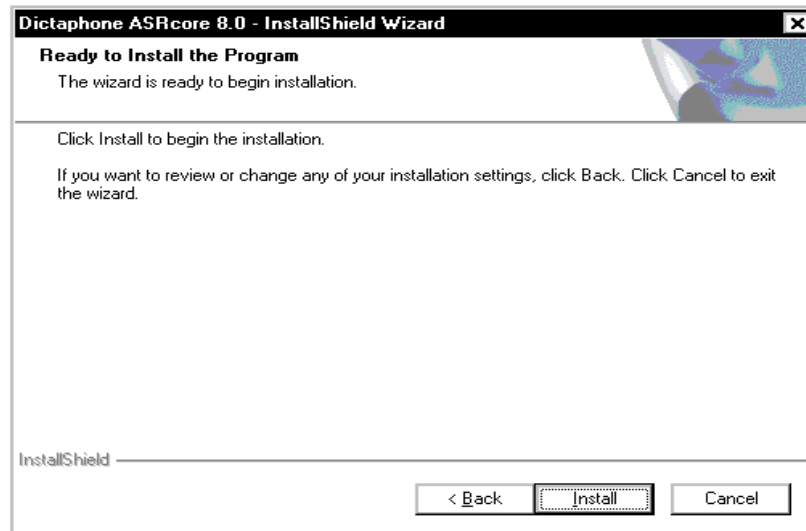 Dictaphone ASRcore 8.0 - InstallShield Wizard
Ready to Install the Program
The wizard is ready to begin installation.
Click Install to begin the installation.
If you want to review or change any of your installation settings, click Back. Click Cancel to exit
the wizard.
InstallShield
< Back
Install
Cancel